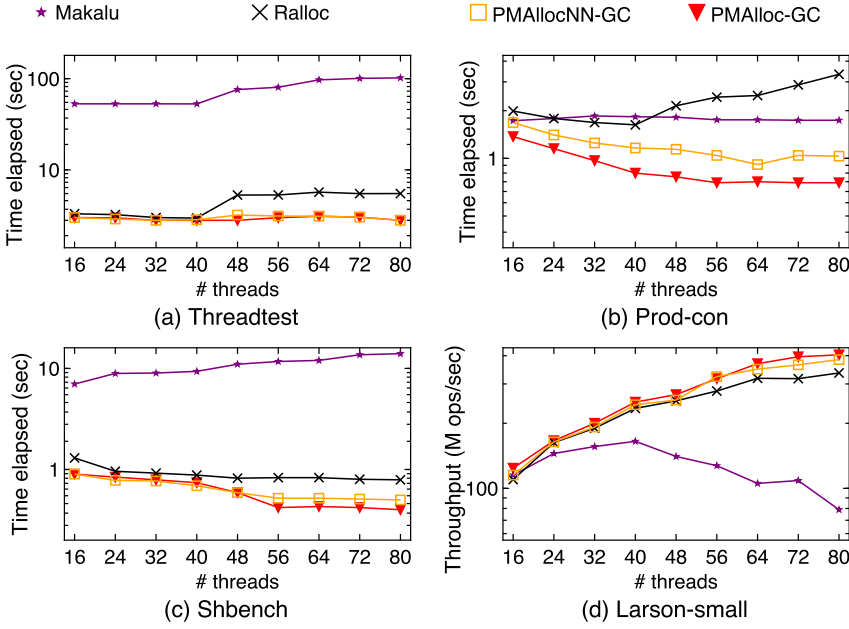 Makalu Ralloc PMAllocNN-GC PMAlloc-GC
Time elapsed (sec)
100
10
16 24 32 40 48 56 64 72 80
# threads
(a) Threadtest
Time elapsed (sec)
1
16 24 32 40 48 56 64 72 80
# threads
(b) Prod-con
Time elapsed (sec)
10
1
16 24 32 40 48 56 64 72 80
# threads
(c) Shbench
Throughput (M ops/sec)
100
16 24 32 40 48 56 64 72 80
# threads
(d) Larson-small